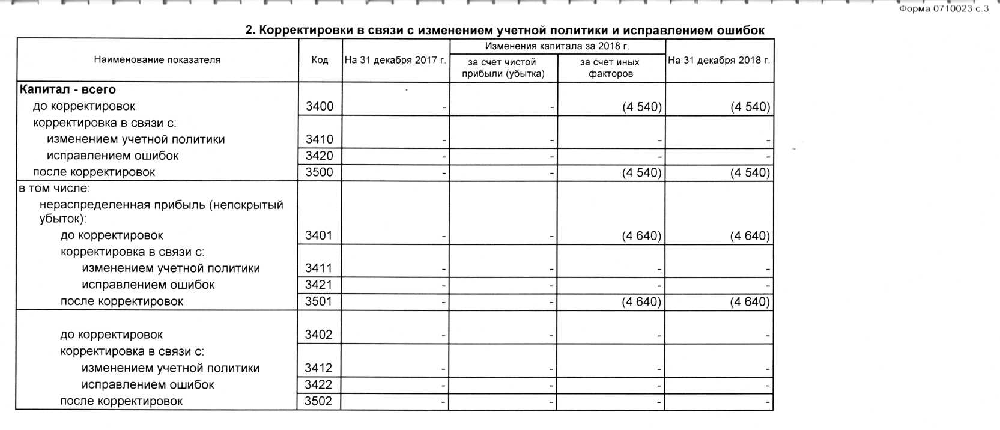 Форма 0710023 с.3
2. Корректировки в связи с изменением учетной политики и исправлением ошибок
Наименование показателя Код На 31 декабря 2017 г. Изменения капитала за 2018 г. На 31 декабря 2018 г.
за счет чистой прибыли (убытка) за счет иных факторов
Капитал - всего
до корректировок 3400 - - (4 540) (4 540)
корректировка в связи с:
изменением учетной политики 3410 - - - -
исправлением ошибок 3420 - - - -
после корректировок 3500 - - (4 540) (4 540)
в том числе:
нераспределенная прибыль (непокрытый
убыток):
до корректировок 3401 - - (4 640) (4 640)
корректировка в связи с:
изменением учетной политики 3411 - - - -
исправлением ошибок 3421 - - - -
после корректировок 3501 - - (4 640) (4 640)
до корректировок 3402 - - - -
корректировка в связи с:
изменением учетной политики 3412 - - - -
исправлением ошибок 3422 - - - -
после корректировок 3502 - - - -